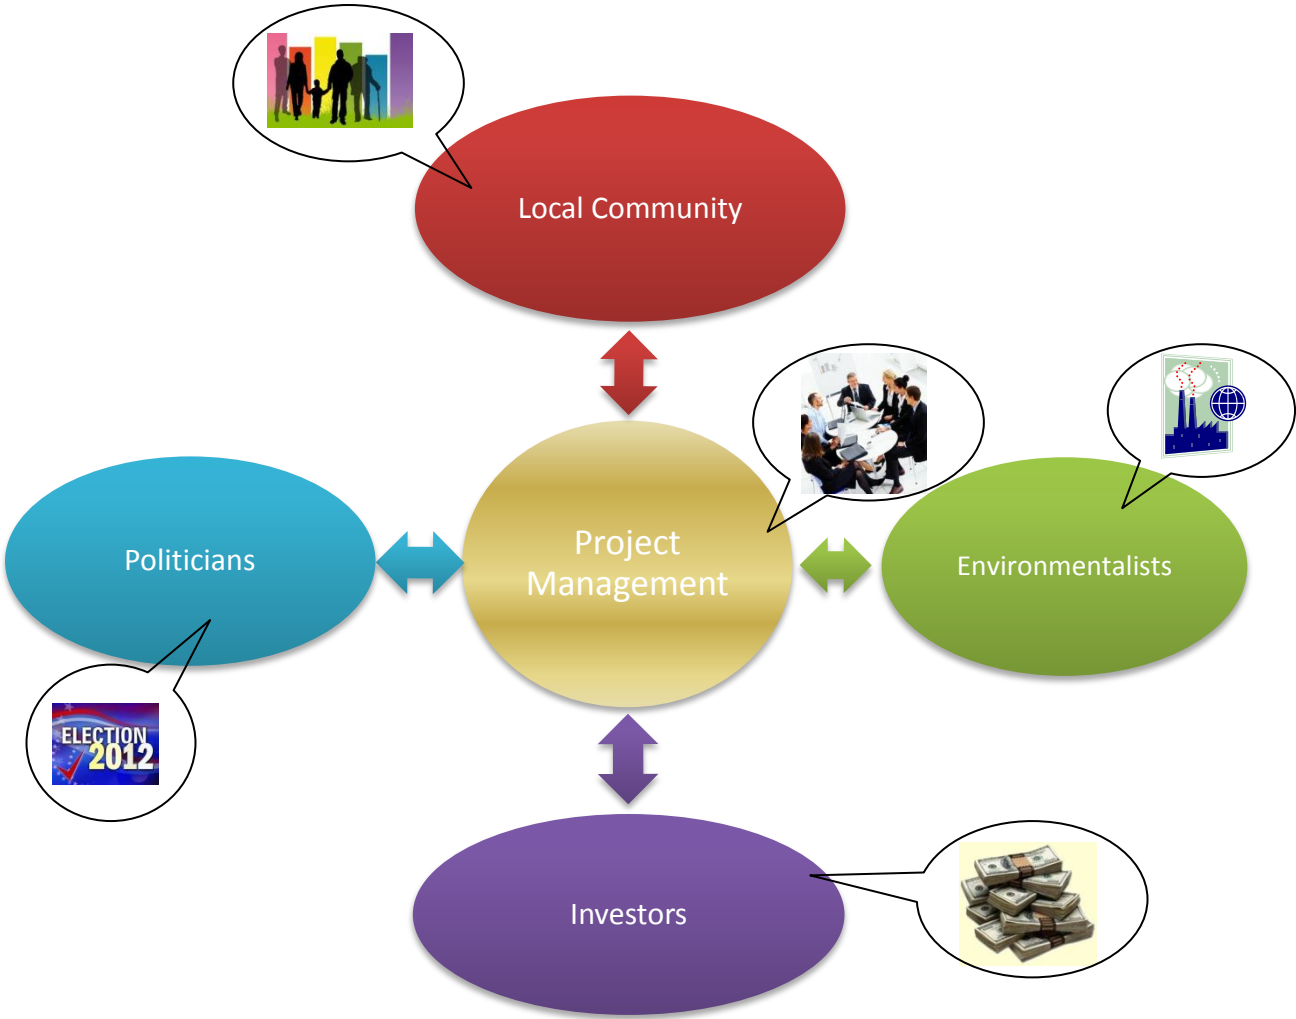 Local Community
Project
Management
Politicians
Environmentalists
ELECTION
2012
Investors